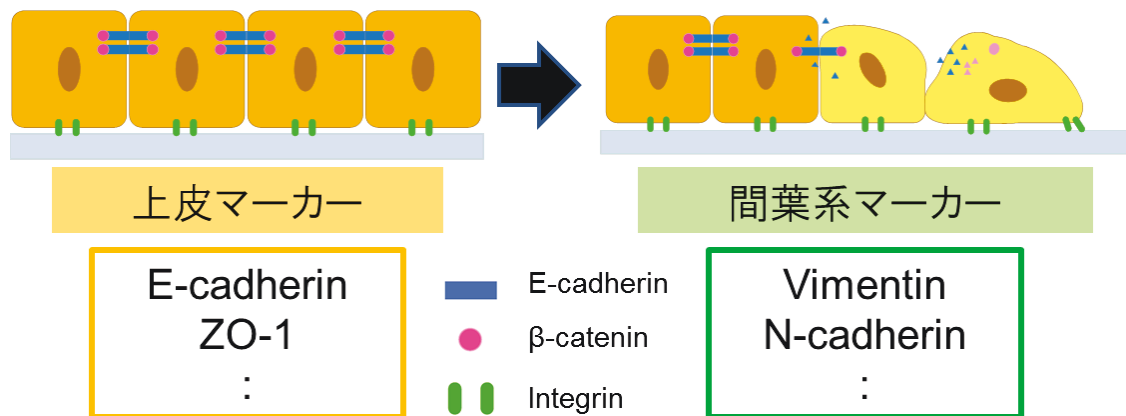 上皮マーカー
間葉系マーカー
E-cadherin
ZO-1
:
E-cadherin
β-catenin
Integrin
Vimentin
N-cadherin
: